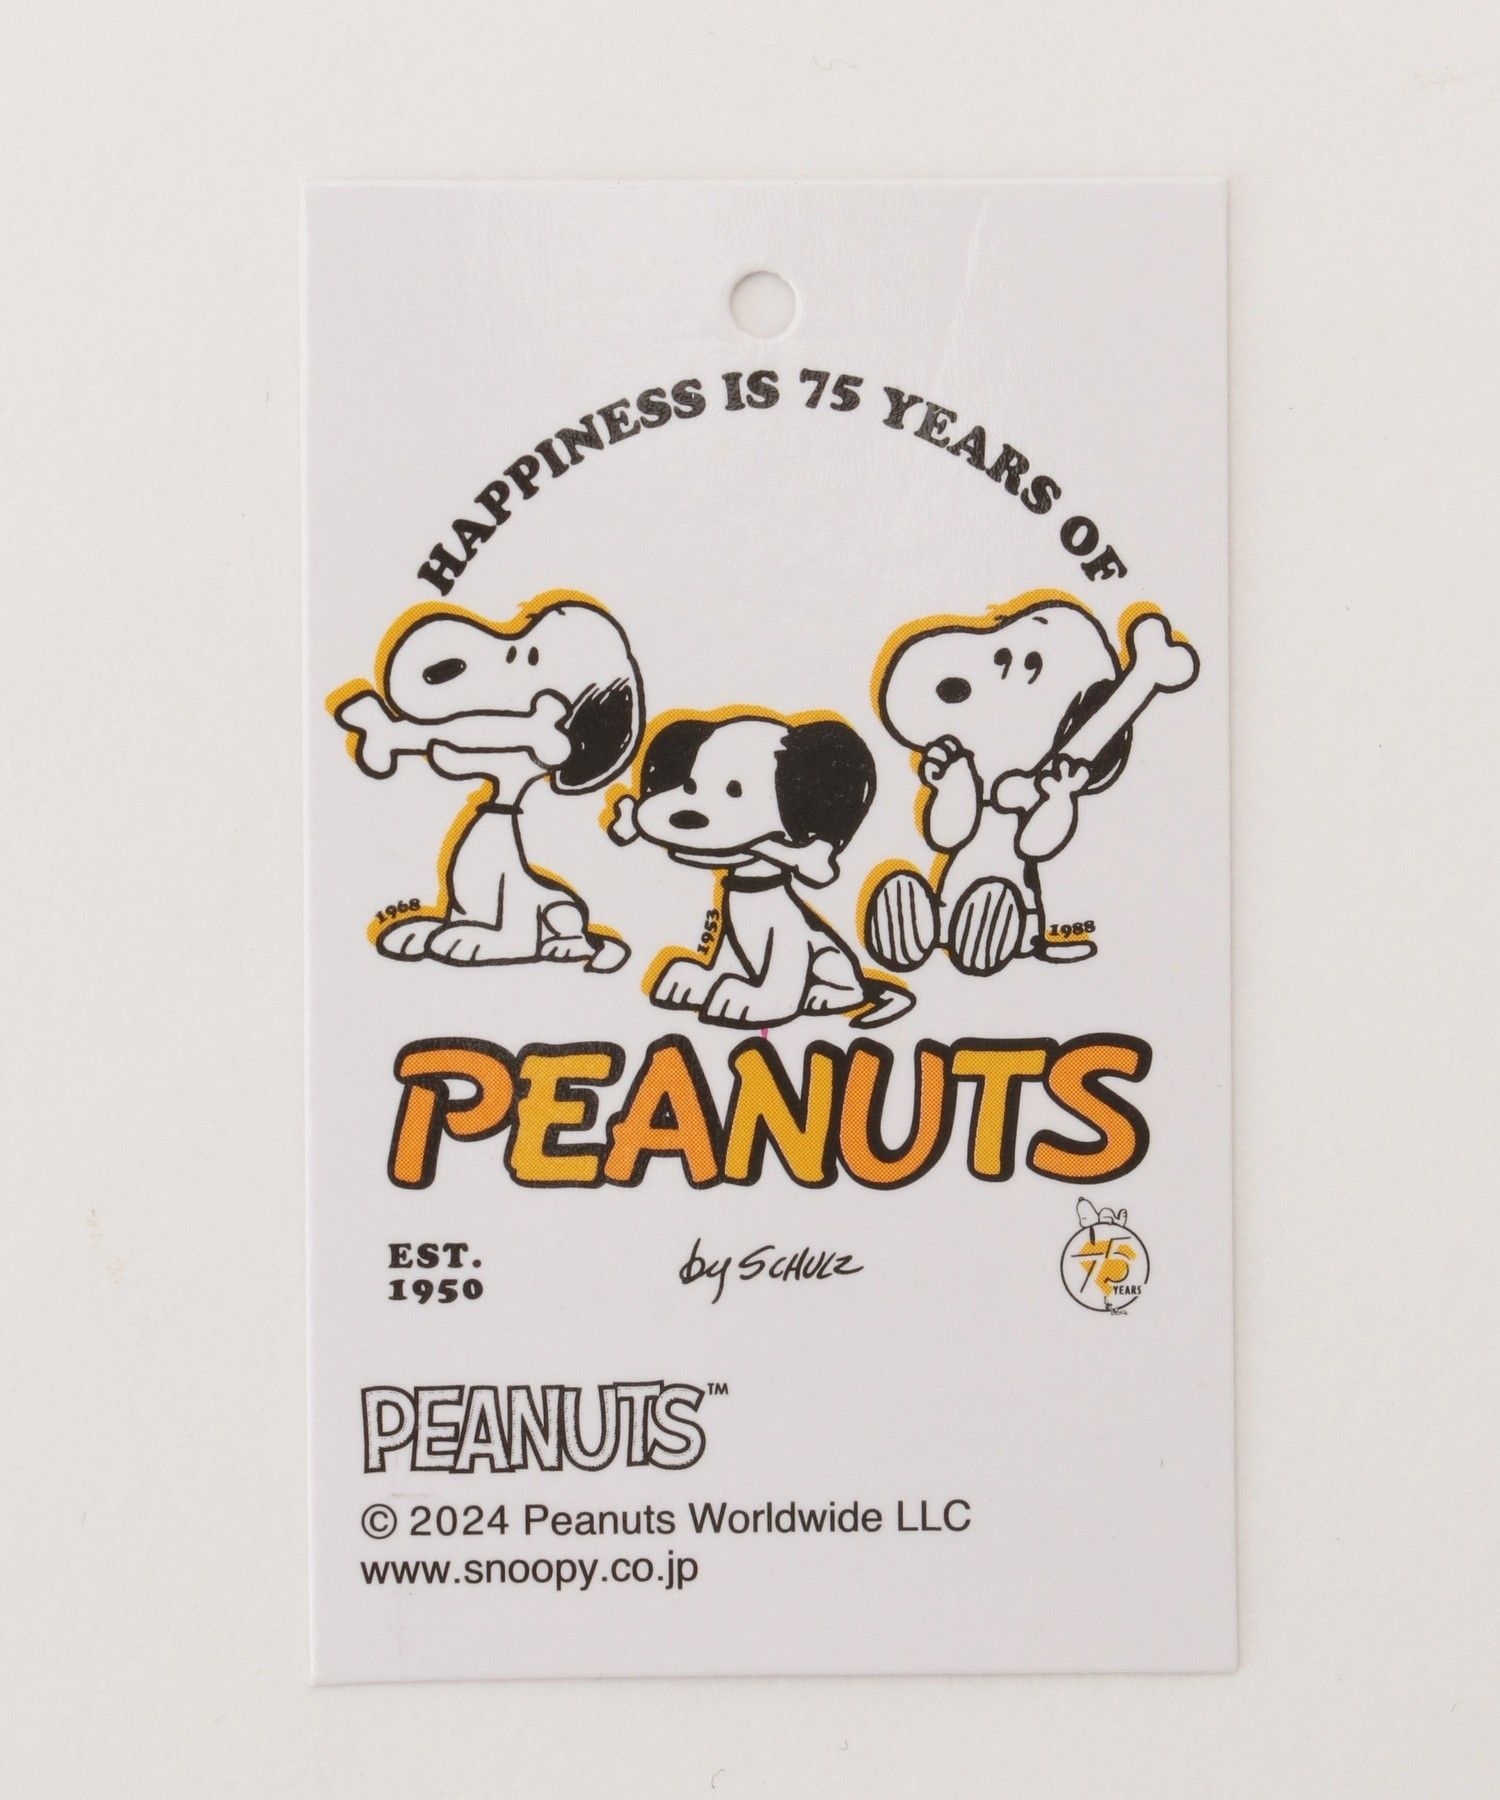 HAPPINESS IS 75 YEARS OF
1968
1953
1988
PEANUTS
EST.
1950
by SCHULZ
75
YEARS
PEANUTS™
© 2024 Peanuts Worldwide LLC
www.snoopy.co.jp